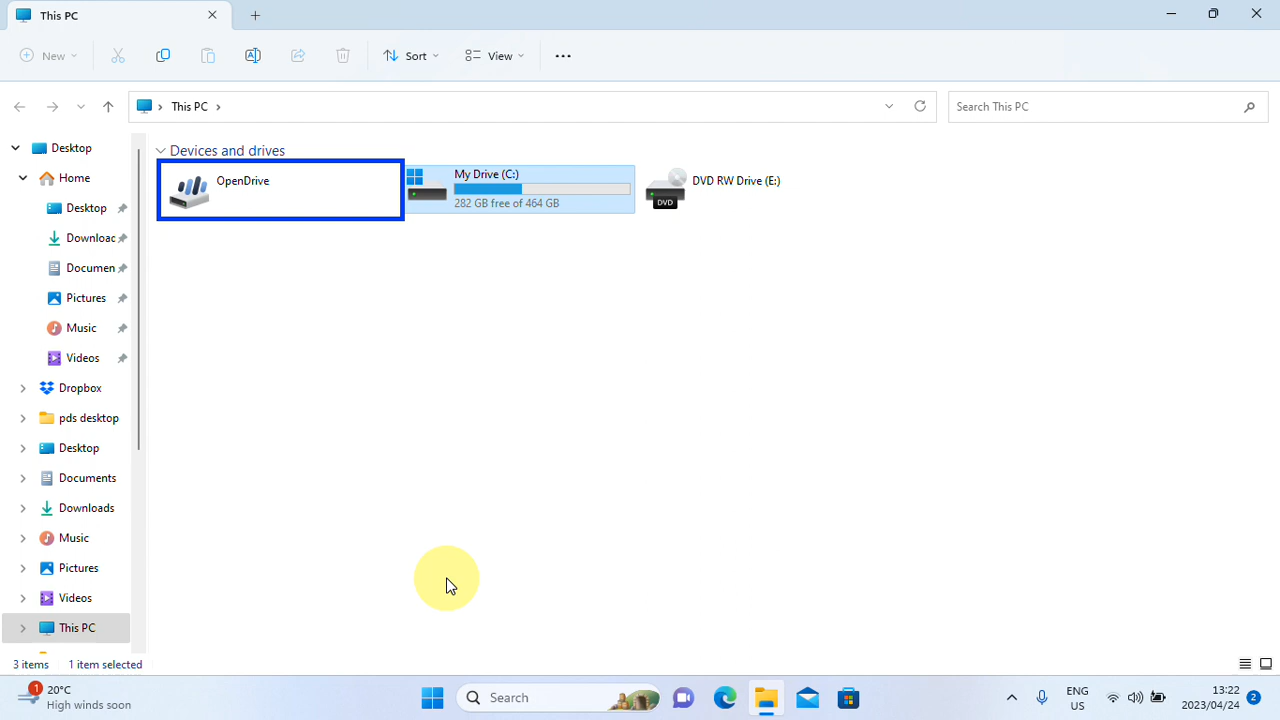 This PC
New
Sort
View
This PC
Search This PC
Desktop
Home
Desktop
Downloac
Documen
Pictures
Music
Videos
Dropbox
pds desktop
Desktop
Documents
Downloads
Music
Pictures
Videos
This PC
Devices and drives
OpenDrive
My Drive (C:)
282 GB free of 464 GB
DVD RW Drive (E:)
DVD
3 items
1 item selected
1
20°C
High winds soon
Search
ENG
US
13:22
2023/04/24
2